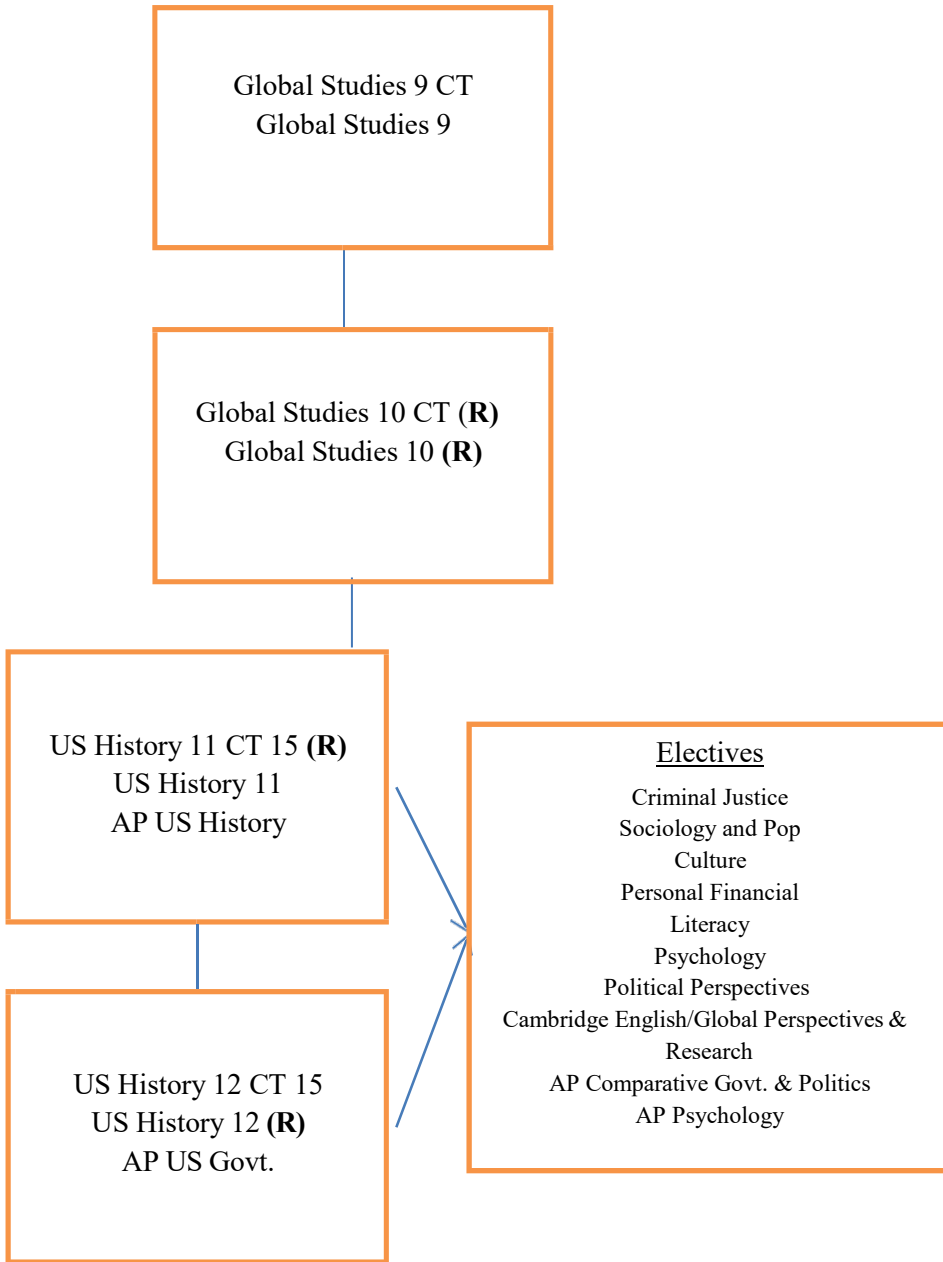 Global Studies 9 CT
Global Studies 9
Global Studies 10 CT (R)
Global Studies 10 (R)
US History 11 CT 15 (R)
US History 11
AP US History
US History 12 CT 15
US History 12 (R)
AP US Govt.
Electives
Criminal Justice
Sociology and Pop
Culture
Personal Financial
Literacy
Psychology
Political Perspectives
Cambridge English/Global Perspectives &
Research
AP Comparative Govt. & Politics
AP Psychology